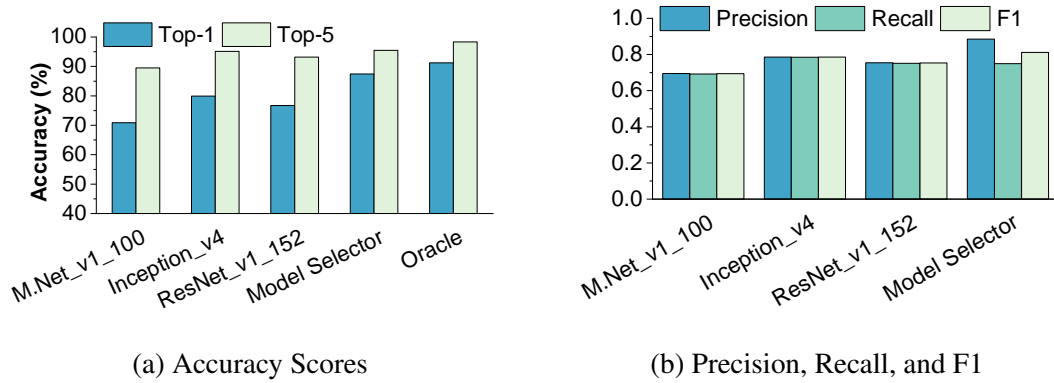 Top-1 Top-5
Accuracy (%)
100
90
80
70
60
50
40
M.Net_v1_100
Inception_v4
ResNet_v1_152
Model Selector
Oracle
(a) Accuracy Scores
Precision Recall F1
1.0
0.8
0.6
0.4
0.2
0.0
M.Net_v1_100
Inception_v4
ResNet_v1_152
Model Selector
(b) Precision, Recall, and F1